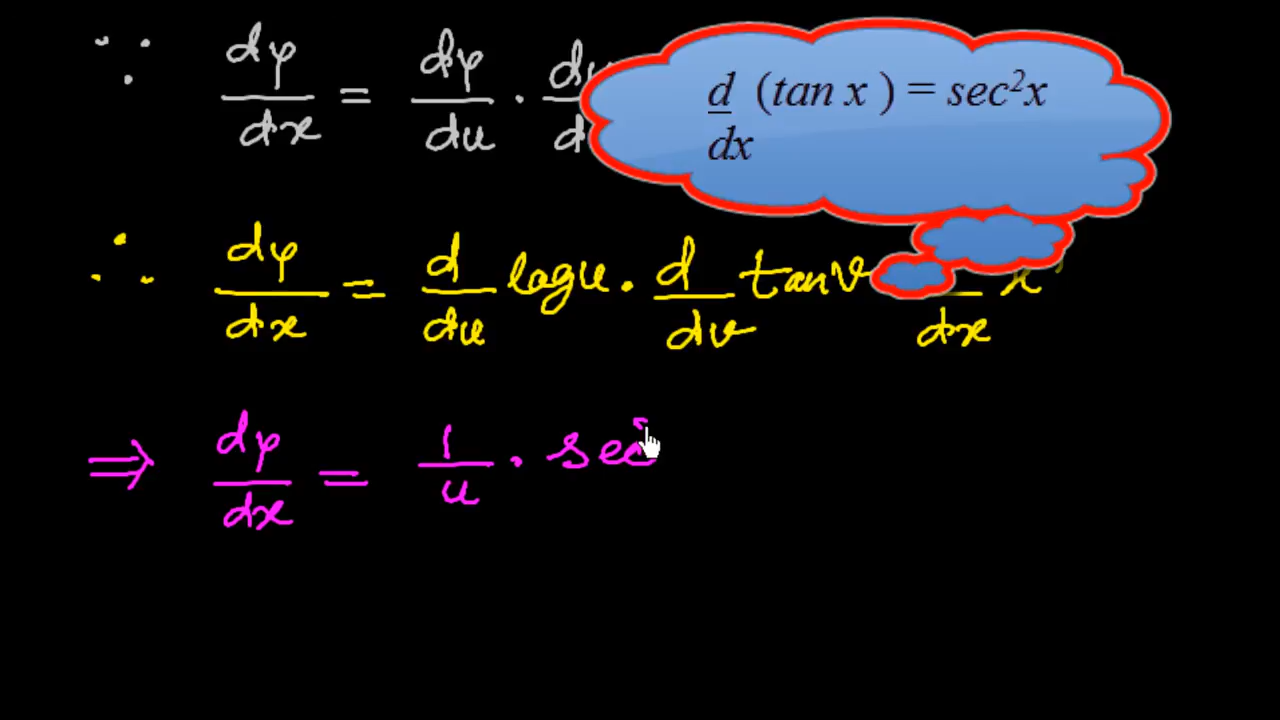 ∵ dy/dx = dy/du · du/d
d/dx (tan x ) = sec²x
∴ dy/dx = d/du logu · d/dv tanv /dx x
⇒ dy/dx = 1/u · sec